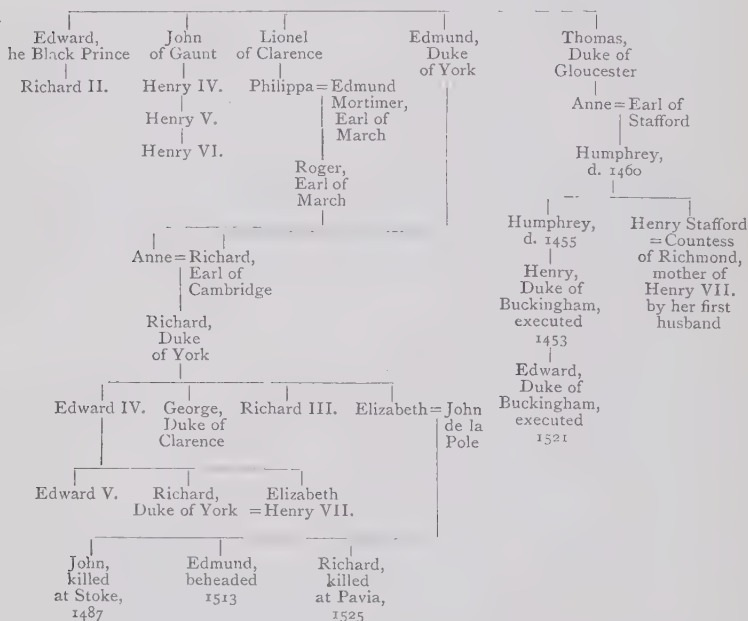 Edward,
he Black Prince
Richard II.
John
of Gaunt
Henry IV.
Henry V.
Henry VI.
Lionel
of Clarence
Philippa = Edmund
Mortimer,
Earl of
March
Roger,
Earl of
March
Edmund,
Duke
of York
Thomas,
Duke of
Gloucester
Anne = Earl of
Stafford
Humphrey,
d. 1460
Humphrey,
d. 1455
Henry,
Duke of
Buckingham,
executed
1453
Edward,
Duke of
Buckingham,
executed
1521
Henry Stafford
= Countess
of Richmond,
mother of
Henry VII.
by her first
husband
Anne = Richard,
Earl of
Cambridge
Richard,
Duke
of York
Edward IV.
George,
Duke of
Clarence
Richard III.
Elizabeth = John
de la
Pole
Edward V.
Richard,
Duke of York
Elizabeth
= Henry VII.
John,
killed
at Stoke,
1487
Edmund,
beheaded
1513
Richard,
killed
at Pavia,
1525